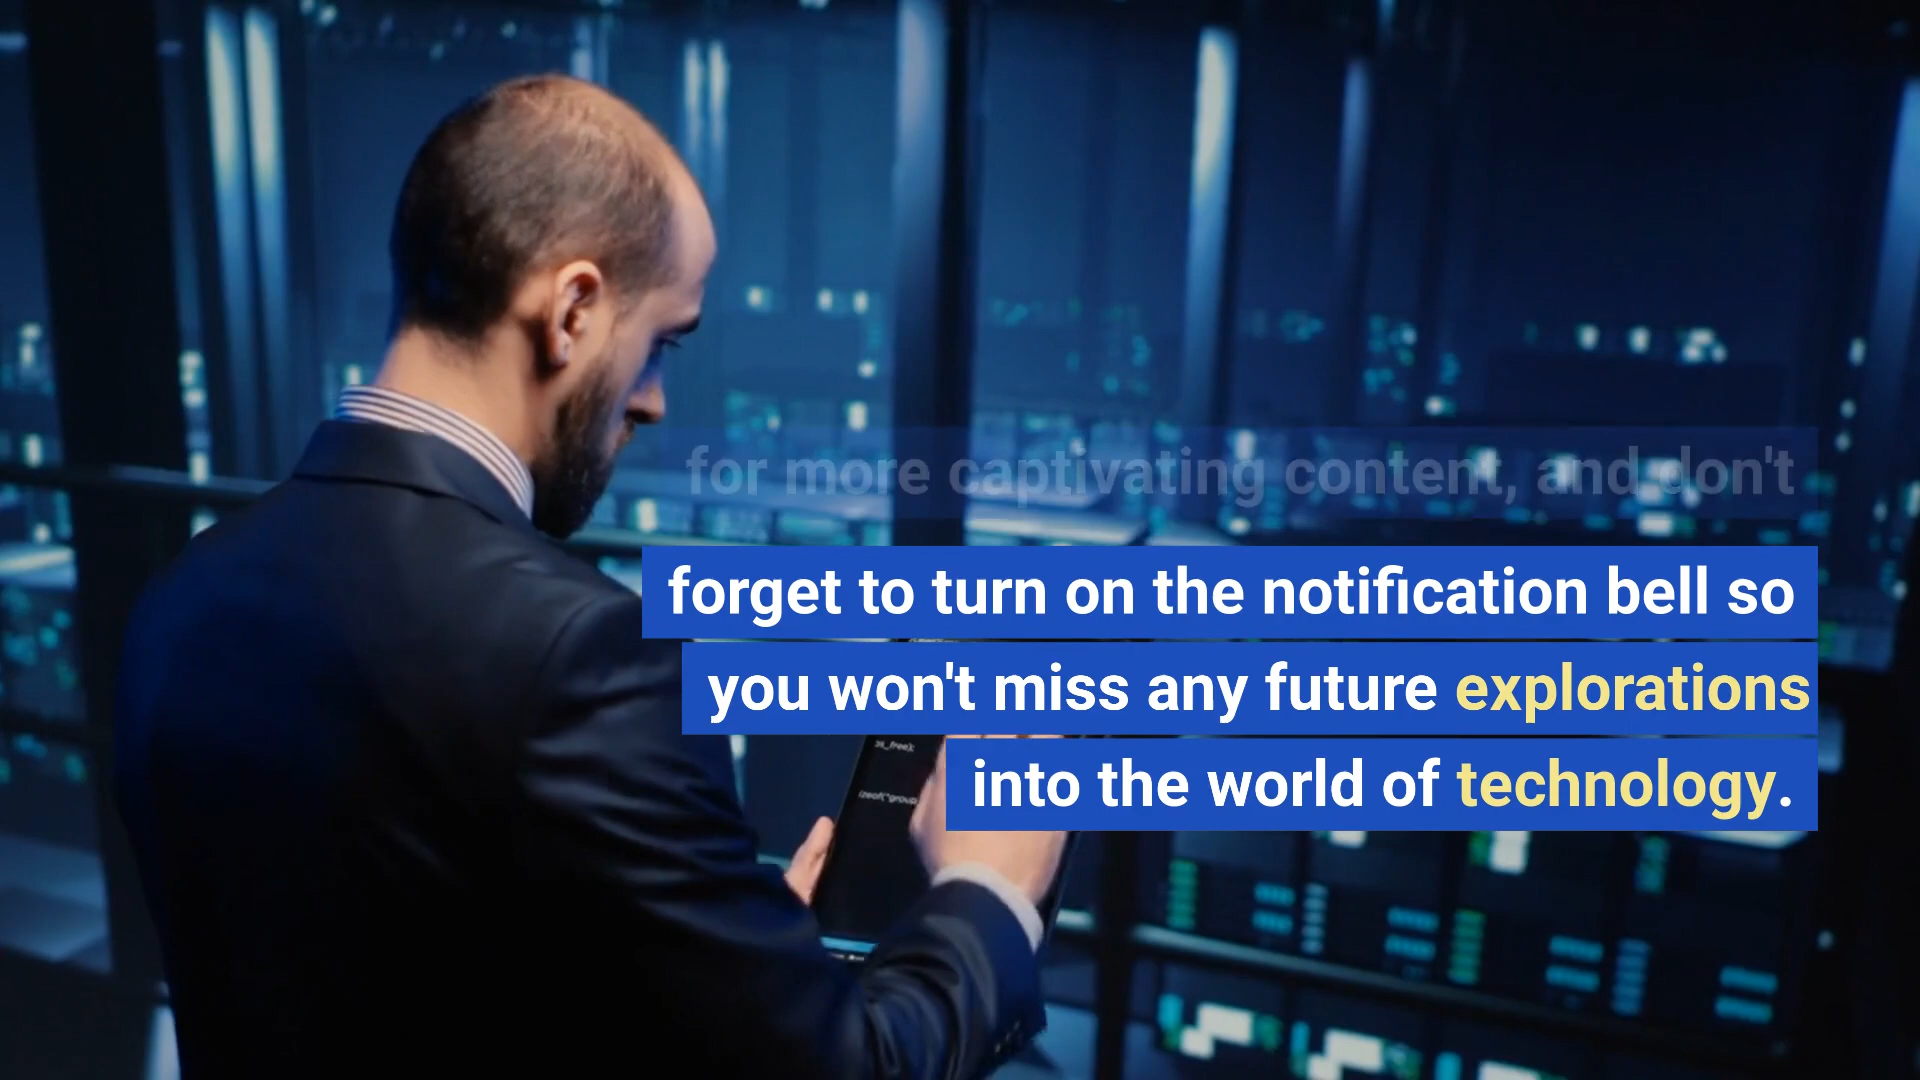 for more captivating content, and don't
forget to turn on the notification bell so
you won't miss any future explorations
into the world of technology.